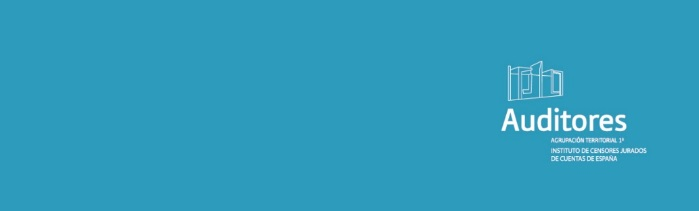 Auditores
AGRUPACIÓN TERRITORIAL 1ª
INSTITUTO DE CENSORES JURADOS
DE CUENTAS DE ESPAÑA